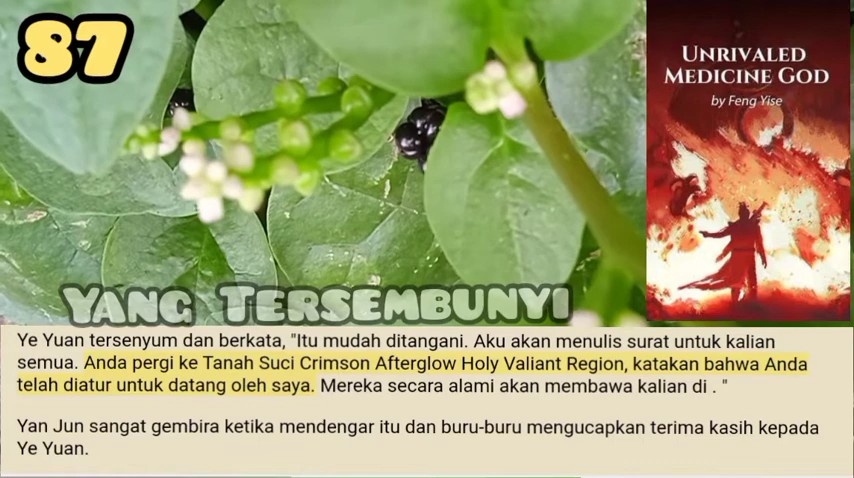 87
UNRIVALED
MEDICINE GOD
by Feng Yise
YANG TERSEMBUNYI
Ye Yuan tersenyum dan berkata, "Itu mudah ditangani. Aku akan menulis surat untuk kalian
semua. Anda pergi ke Tanah Suci Crimson Afterglow Holy Valiant Region, katakan bahwa Anda
telah diatur untuk datang oleh saya. Mereka secara alami akan membawa kalian di . "
Yan Jun sangat gembira ketika mendengar itu dan buru-buru mengucapkan terima kasih kepada
Ye Yuan.